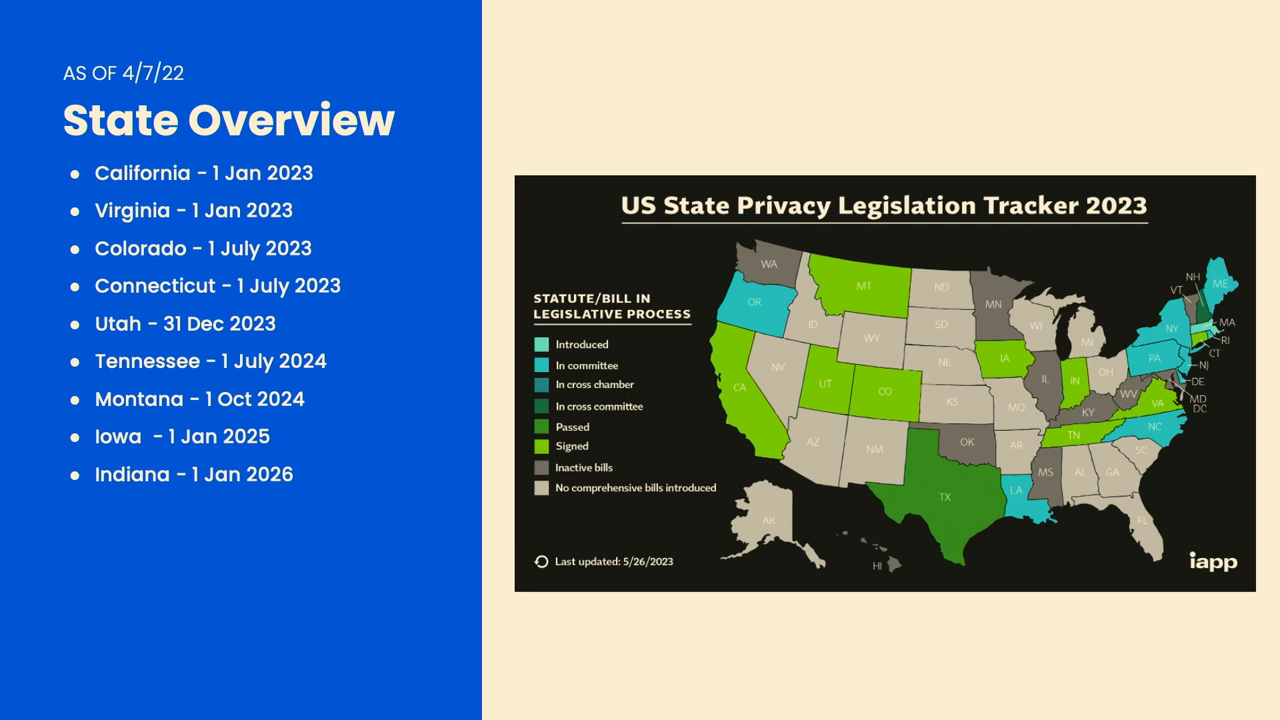 AS OF 4/7/22
State Overview
● California - 1 Jan 2023
● Virginia - 1 Jan 2023
● Colorado - 1 July 2023
● Connecticut - 1 July 2023
● Utah - 31 Dec 2023
● Tennessee - 1 July 2024
● Montana - 1 Oct 2024
● Iowa  - 1 Jan 2025
● Indiana - 1 Jan 2026
US State Privacy Legislation Tracker 2023
STATUTE/BILL IN
LEGISLATIVE PROCESS
Introduced
In committee
In cross chamber
In cross committee
Passed
Signed
Inactive bills
No comprehensive bills introduced
Last updated: 5/26/2023
WA
OR
CA
NV
ID
MT
WY
UT
CO
AZ
NM
ND
SD
NE
KS
OK
TX
MN
IA
MO
AR
LA
WI
IL
MI
IN
OH
KY
TN
MS
AL
GA
FL
SC
NC
VA
WV
PA
NY
VT
NH
ME
MA
RI
CT
NJ
DE
MD
DC
AK
HI
iapp